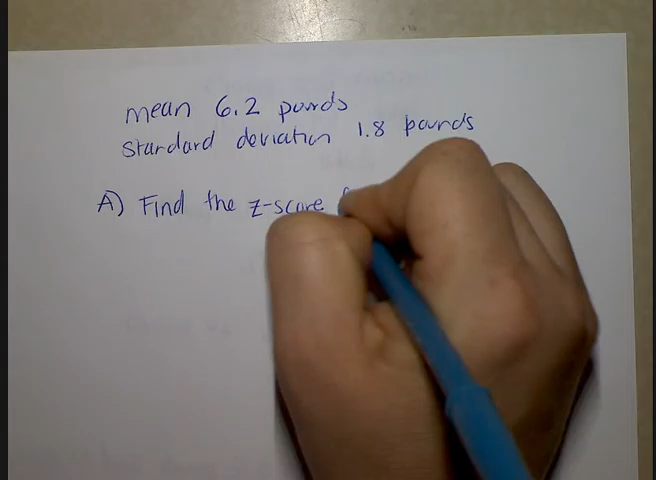 mean 6.2 pounds
standard deviation 1.8 pounds
A) Find the z-score